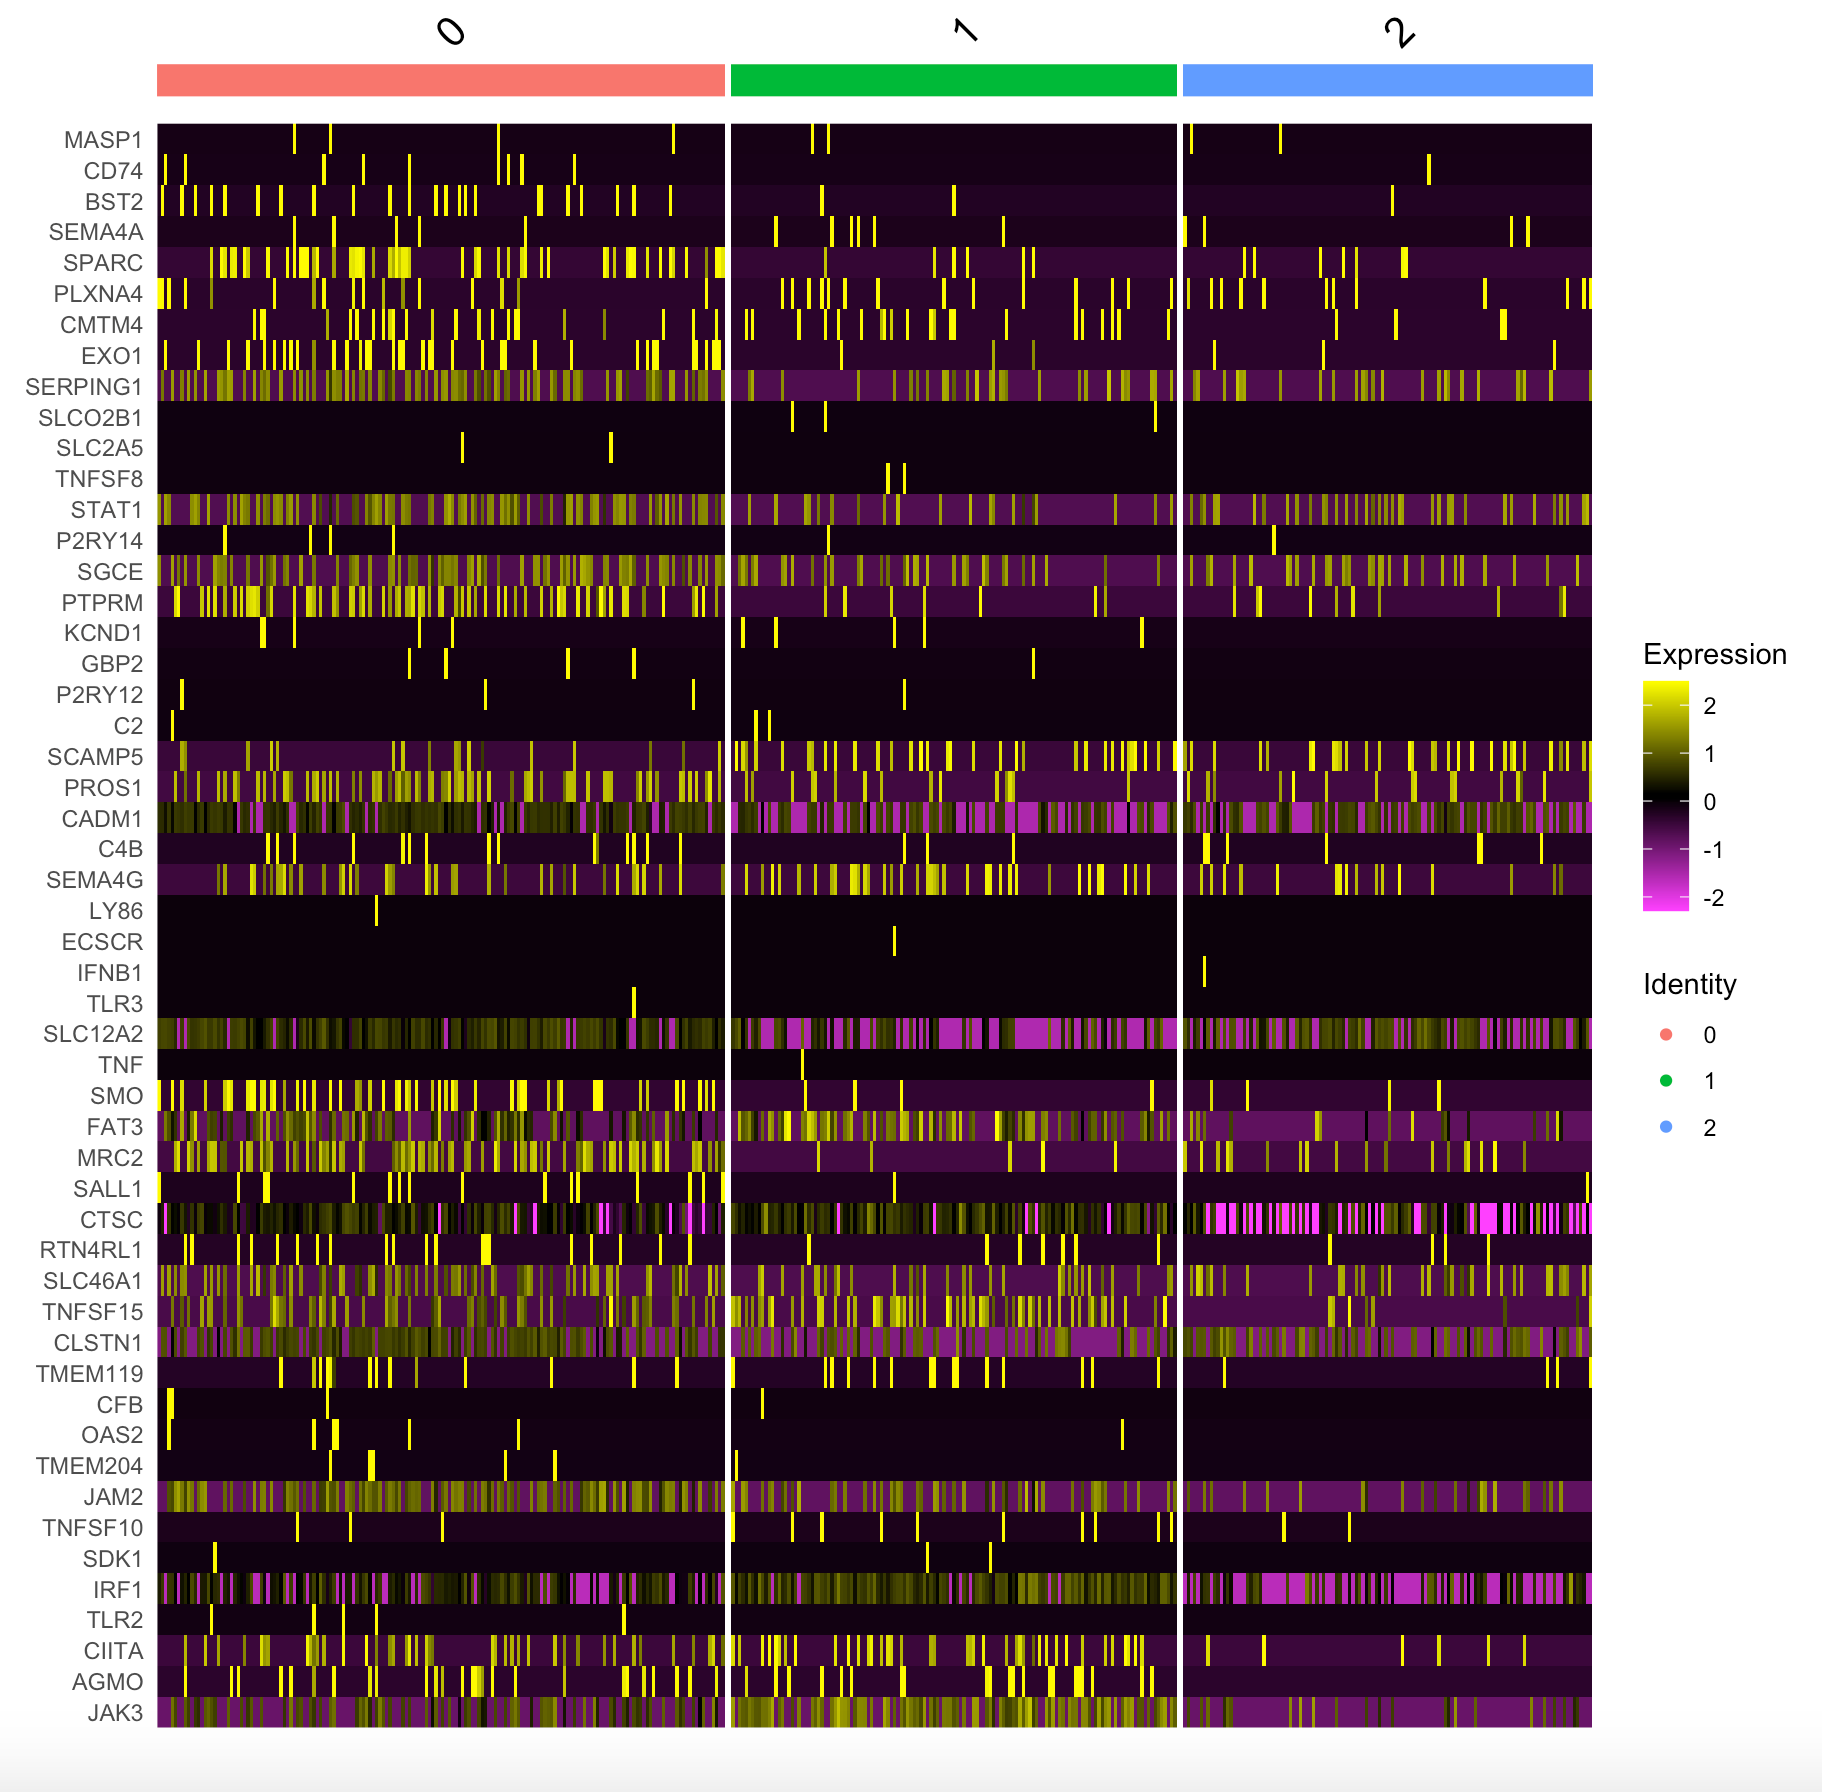 0 1 2
MASP1
CD74
BST2
SEMA4A
SPARC
PLXNA4
CMTM4
EXO1
SERPING1
SLCO2B1
SLC2A5
TNFSF8
STAT1
P2RY14
SGCE
PTPRM
KCND1
GBP2
P2RY12
C2
SCAMP5
PROS1
CADM1
C4B
SEMA4G
LY86
ECSCR
IFNB1
TLR3
SLC12A2
TNF
SMO
FAT3
MRC2
SALL1
CTSC
RTN4RL1
SLC46A1
TNFSF15
CLSTN1
TMEM119
CFB
OAS2
TMEM204
JAM2
TNFSF10
SDK1
IRF1
TLR2
CIITA
AGMO
JAK3
Expression
2
1
0
-1
-2
Identity
0
1
2